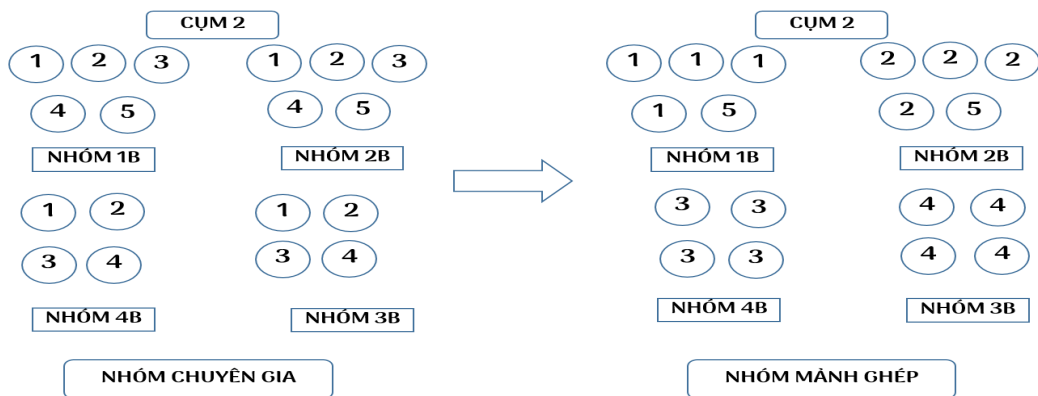 CỤM 2
1 2 3
4 5
NHÓM 1B
1 2 3
4 5
NHÓM 2B
1 2
3 4
NHÓM 4B
1 2
3 4
NHÓM 3B
NHÓM CHUYÊN GIA
CỤM 2
1 1 1
1 5
NHÓM 1B
2 2 2
2 5
NHÓM 2B
3 3
3 3
NHÓM 4B
4 4
4 4
NHÓM 3B
NHÓM MẢNH GHÉP